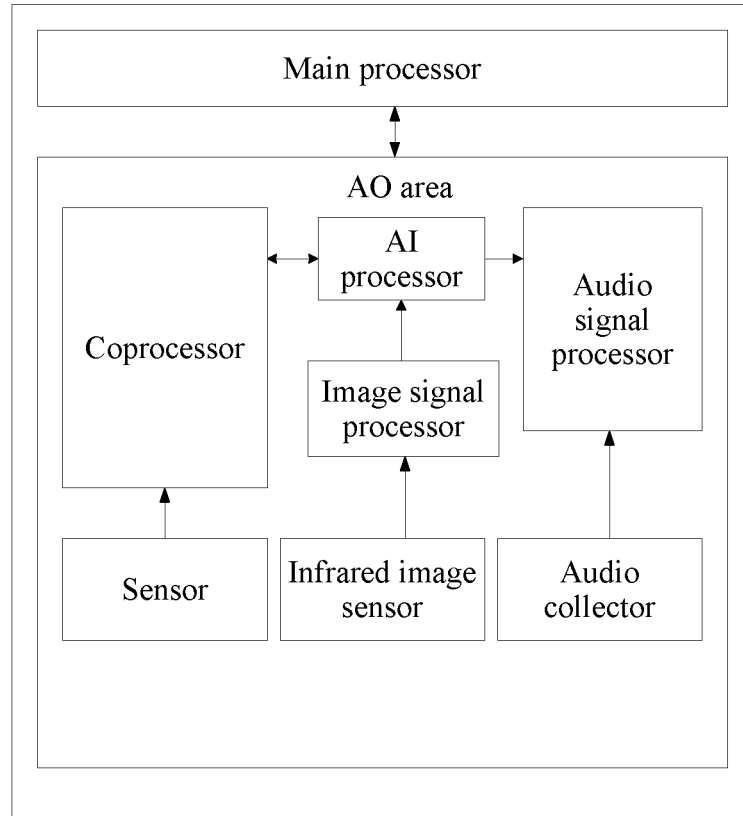 Main processor
AO area
Coprocessor
AI
processor
Audio
signal
processor
Image signal
processor
Sensor
Infrared image
sensor
Audio
collector